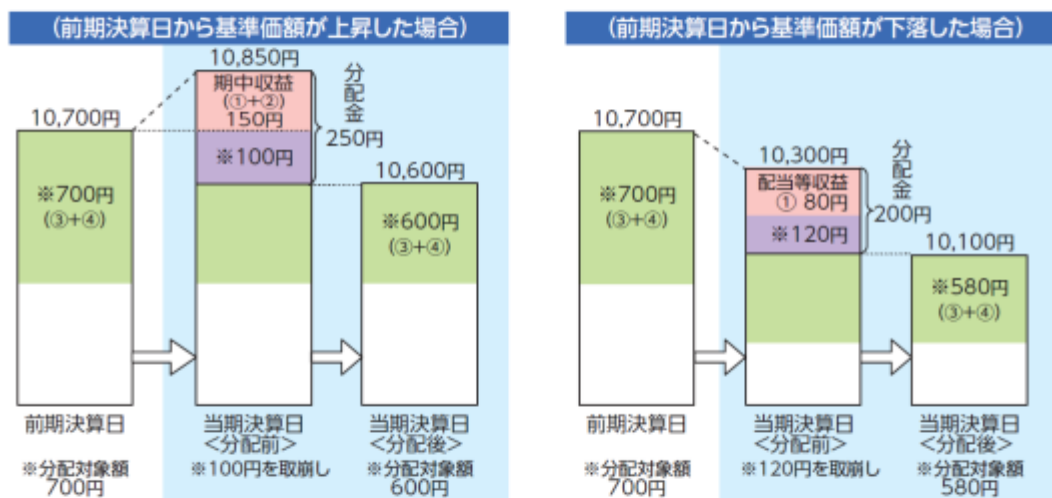 (前期決算日から基準価額が上昇した場合)
10,850円
期中収益
(①+②)
150円
分配金
250円
10,700円
※100円
10,600円
※700円
(③+④)
※600円
(③+④)
前期決算日
当期決算日
<分配前>
当期決算日
<分配後>
※分配対象額
700円
※100円を取崩し
※分配対象額
600円
(前期決算日から基準価額が下落した場合)
10,700円
10,300円
配当等収益
① 80円
分配金
200円
※120円
※700円
(③+④)
10,100円
※580円
(③+④)
前期決算日
当期決算日
<分配前>
当期決算日
<分配後>
※分配対象額
700円
※120円を取崩し
※分配対象額
580円